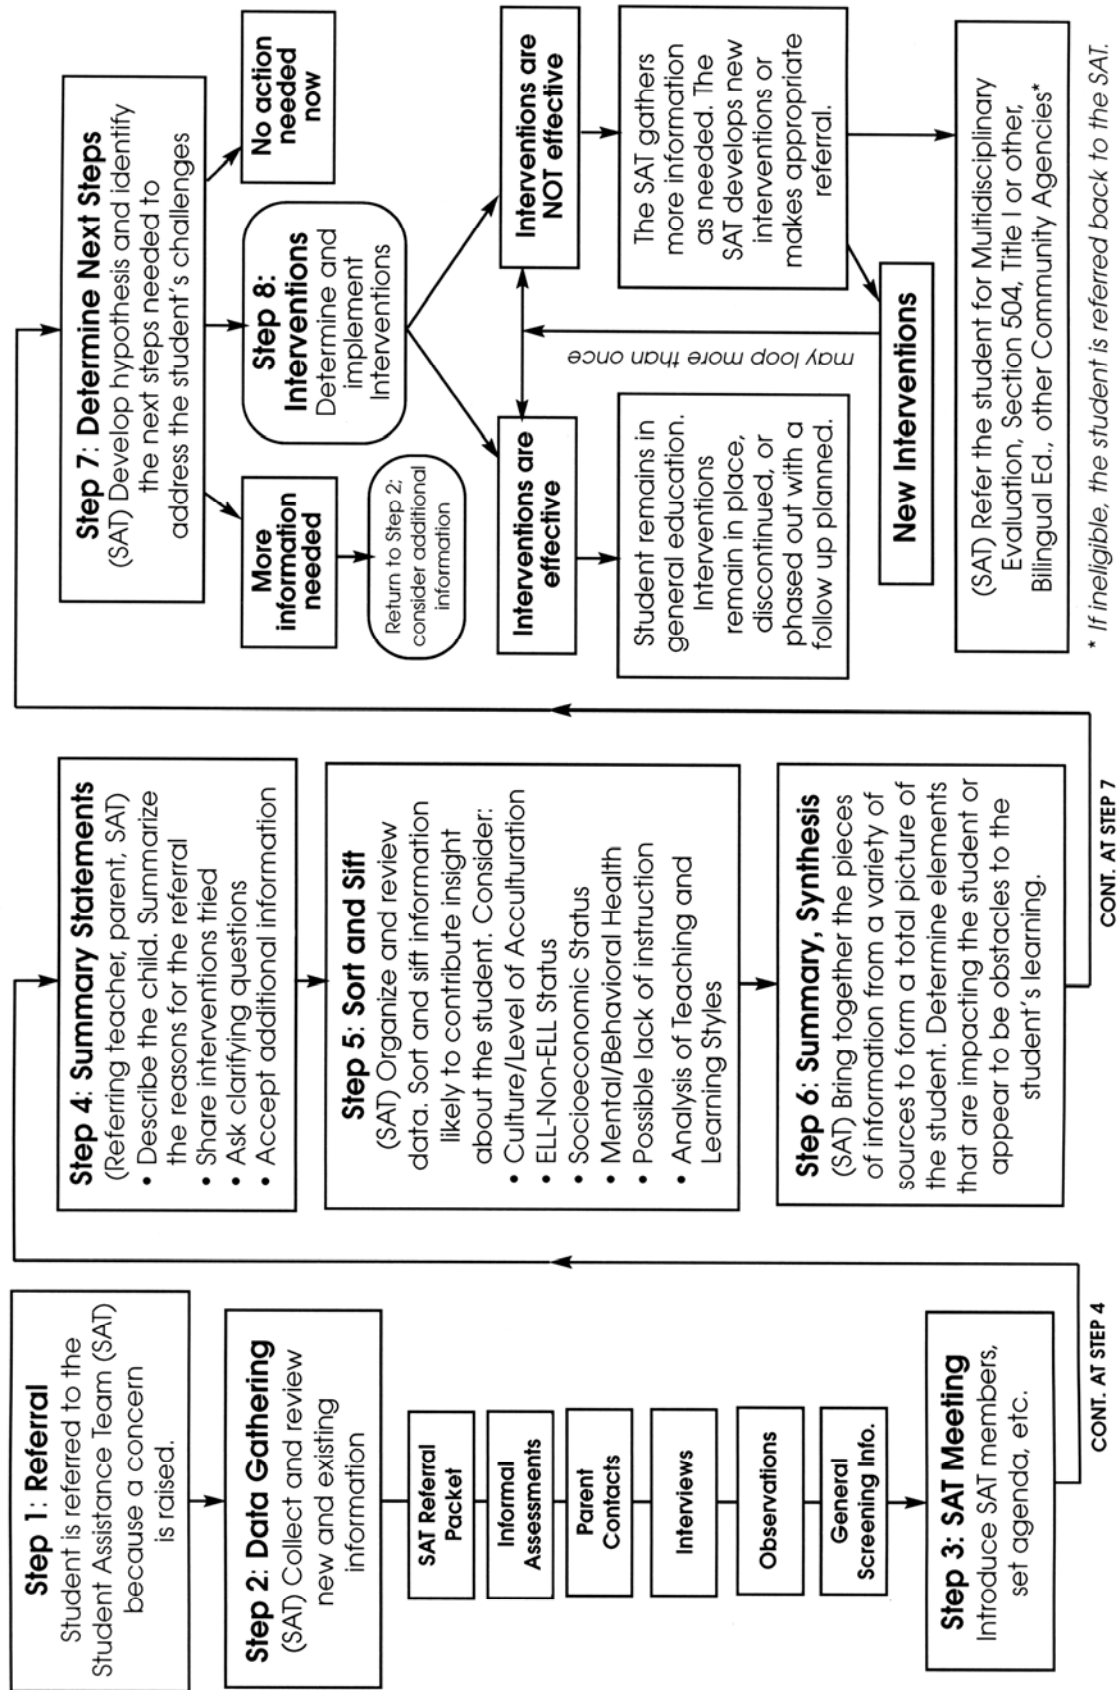 Step 1: Referral
Student is referred to the
Student Assistance Team (SAT)
because a concern
is raised.
Step 2: Data Gathering
(SAT) Collect and review
new and existing
information
SAT Referral
Packet
Informal
Assessments
Parent
Contacts
Interviews
Observations
General
Screening Info.
Step 3: SAT Meeting
Introduce SAT members,
set agenda, etc.
CONT. AT STEP 4
Step 4: Summary Statements
(Referring teacher, parent, SAT)
• Describe the child. Summarize
the reasons for the referral
• Share interventions tried
• Ask clarifying questions
• Accept additional information
Step 5: Sort and Sift
(SAT) Organize and review
data. Sort and sift information
likely to contribute insight
about the student. Consider:
• Culture/Level of Acculturation
• ELL-Non-ELL Status
• Socioeconomic Status
• Mental/Behavioral Health
• Possible lack of instruction
• Analysis of Teaching and
Learning Styles
Step 6: Summary, Synthesis
(SAT) Bring together the pieces
of information from a variety of
sources to form a total picture of
the student. Determine elements
that are impacting the student or
appear to be obstacles to the
student's learning.
CONT. AT STEP 7
Step 7: Determine Next Steps
(SAT) Develop hypothesis and identify
the next steps needed to
address the student's challenges
More
information
needed
Return to Step 2;
consider additional
information
Step 8:
Interventions
Determine and
implement
Interventions
No action
needed
now
Interventions are
effective
Interventions are
NOT effective
Student remains in
general education.
Interventions
remain in place,
discontinued, or
phased out with a
follow up planned.
may loop more than once
The SAT gathers
more information
as needed. The
SAT develops new
interventions or
makes appropriate
referral.
New Interventions
(SAT) Refer the student for Multidisciplinary
Evaluation, Section 504, Title I or other,
Bilingual Ed., other Community Agencies*
* If ineligible, the student is referred back to the SAT.